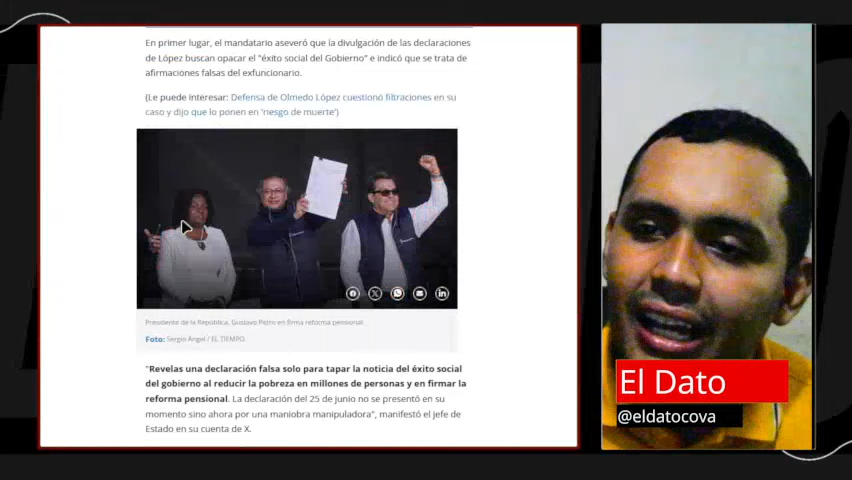 En primer lugar, el mandatario aseveró que la divulgación de las declaraciones
de López buscan opacar el "éxito social del Gobierno" e indicó que se trata de
afirmaciones falsas del exfuncionario.
(Le puede interesar: Defensa de Olmedo López cuestionó filtraciones en su
caso y dijo que lo ponen en 'riesgo de muerte')
Presidente de la República, Gustavo Petro en firma reforma pensional.
Foto: Sergio Ángel / EL TIEMPO.
"Revelas una declaración falsa solo para tapar la noticia del éxito social
del gobierno al reducir la pobreza en millones de personas y en firmar la
reforma pensional. La declaración del 25 de junio no se presentó en su
momento sino ahora por una maniobra manipuladora", manifestó el jefe de
Estado en su cuenta de X.
El Dato
@eldatocova